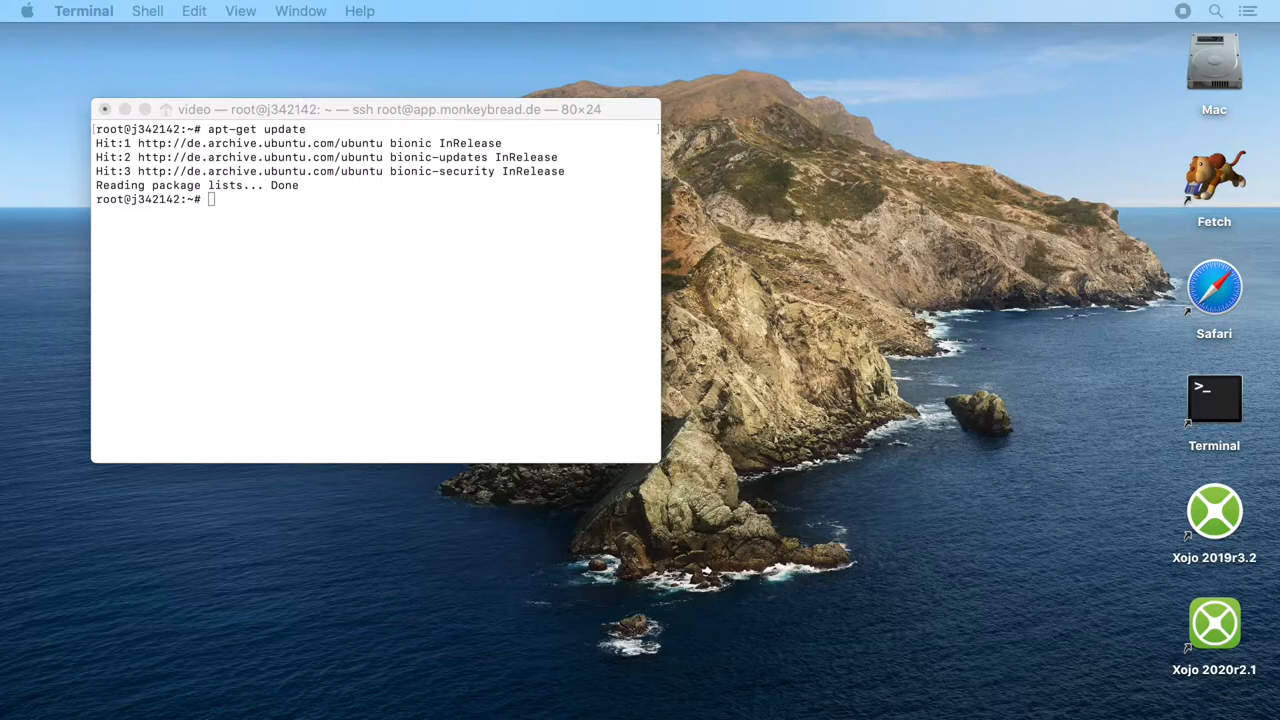 Terminal Shell Edit View Window Help
video — root@j342142: ~ — ssh root@app.monkeybread.de — 80×24
[root@j342142:~# apt-get update ]
Hit:1 http://de.archive.ubuntu.com/ubuntu bionic InRelease
Hit:2 http://de.archive.ubuntu.com/ubuntu bionic-updates InRelease
Hit:3 http://de.archive.ubuntu.com/ubuntu bionic-security InRelease
Reading package lists... Done
root@j342142:~#
Mac
Fetch
Safari
>_
Terminal
Xojo 2019r3.2
Xojo 2020r2.1